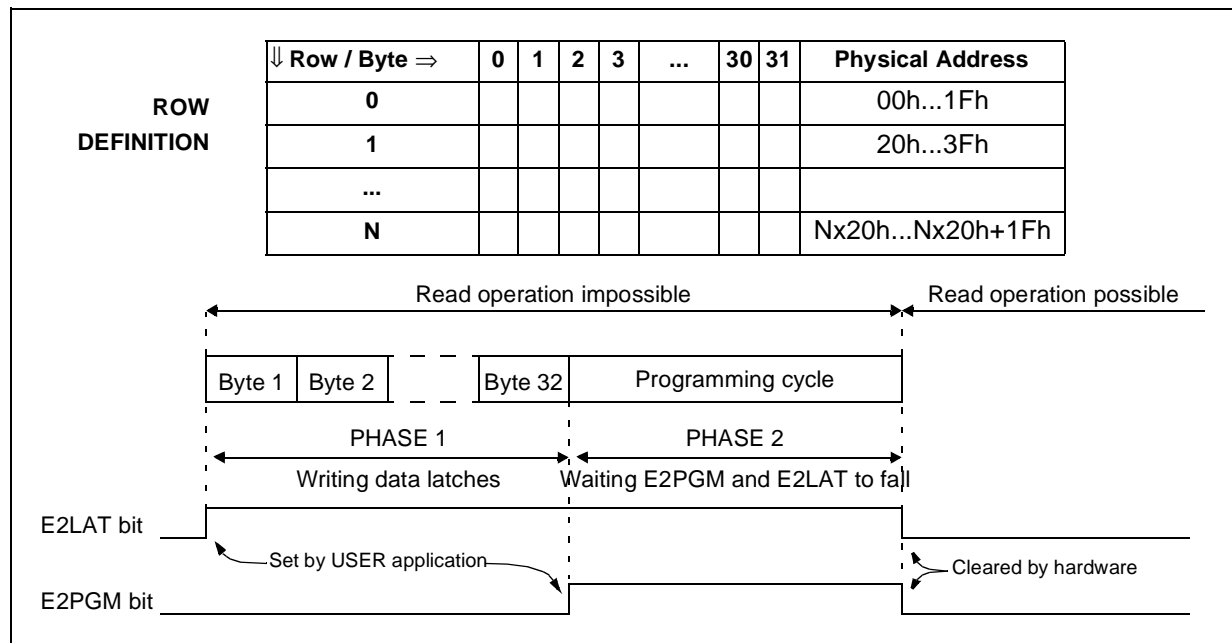 ⇓ Row / Byte ⇒ 0 1 2 3 ... 30 31 Physical Address
ROW DEFINITION
0 00h...1Fh
1 20h...3Fh
...
N Nx20h...Nx20h+1Fh
Read operation impossible Read operation possible
Byte 1 Byte 2 Byte 32 Programming cycle
PHASE 1 PHASE 2
Writing data latches Waiting E2PGM and E2LAT to fall
E2LAT bit
Set by USER application Cleared by hardware
E2PGM bit